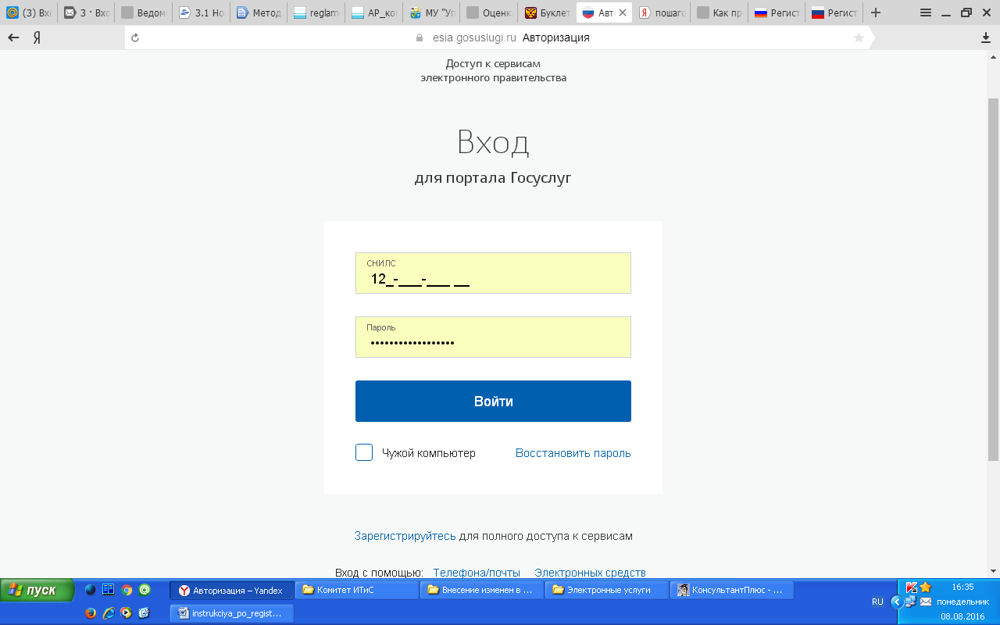 (3) Вхо
3 · Вхо
Ведом
3.1 Но
Метод
reglam
АР_ко
МУ "Уп
Оценк
Буклет
Авто
пошаго
Как пр
Регист
Регист
esia.gosuslugi.ru Авторизация
Доступ к сервисам
электронного правительства
Вход
для портала Госуслуг
СНИЛС
12_-___-___ __
Пароль
••••••••••••••••••
Войти
Чужой компьютер
Восстановить пароль
Зарегистрируйтесь для полного доступа к сервисам
Вход с помощью: Телефона/почты Электронных средств
пуск
Авторизация – Yandex
Комитет ИТиС
Внесение изменен в ...
Электронные услуги
КонсультантПлюс - ...
instrukciya_po_regist...
RU
16:35
понедельник
08.08.2016